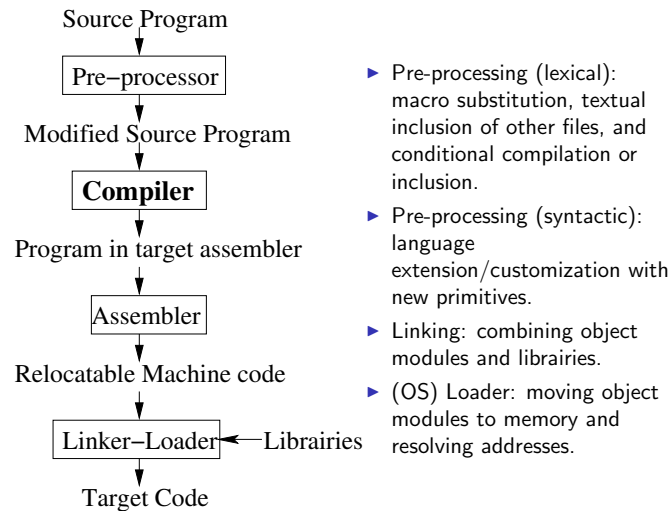 Source Program
Pre-processor
Modified Source Program
Compiler
Program in target assembler
Assembler
Relocatable Machine code
Linker-Loader
Librairies
Target Code
Pre-processing (lexical):
macro substitution, textual
inclusion of other files, and
conditional compilation or
inclusion.
Pre-processing (syntactic):
language
extension/customization with
new primitives.
Linking: combining object
modules and librairies.
(OS) Loader: moving object
modules to memory and
resolving addresses.